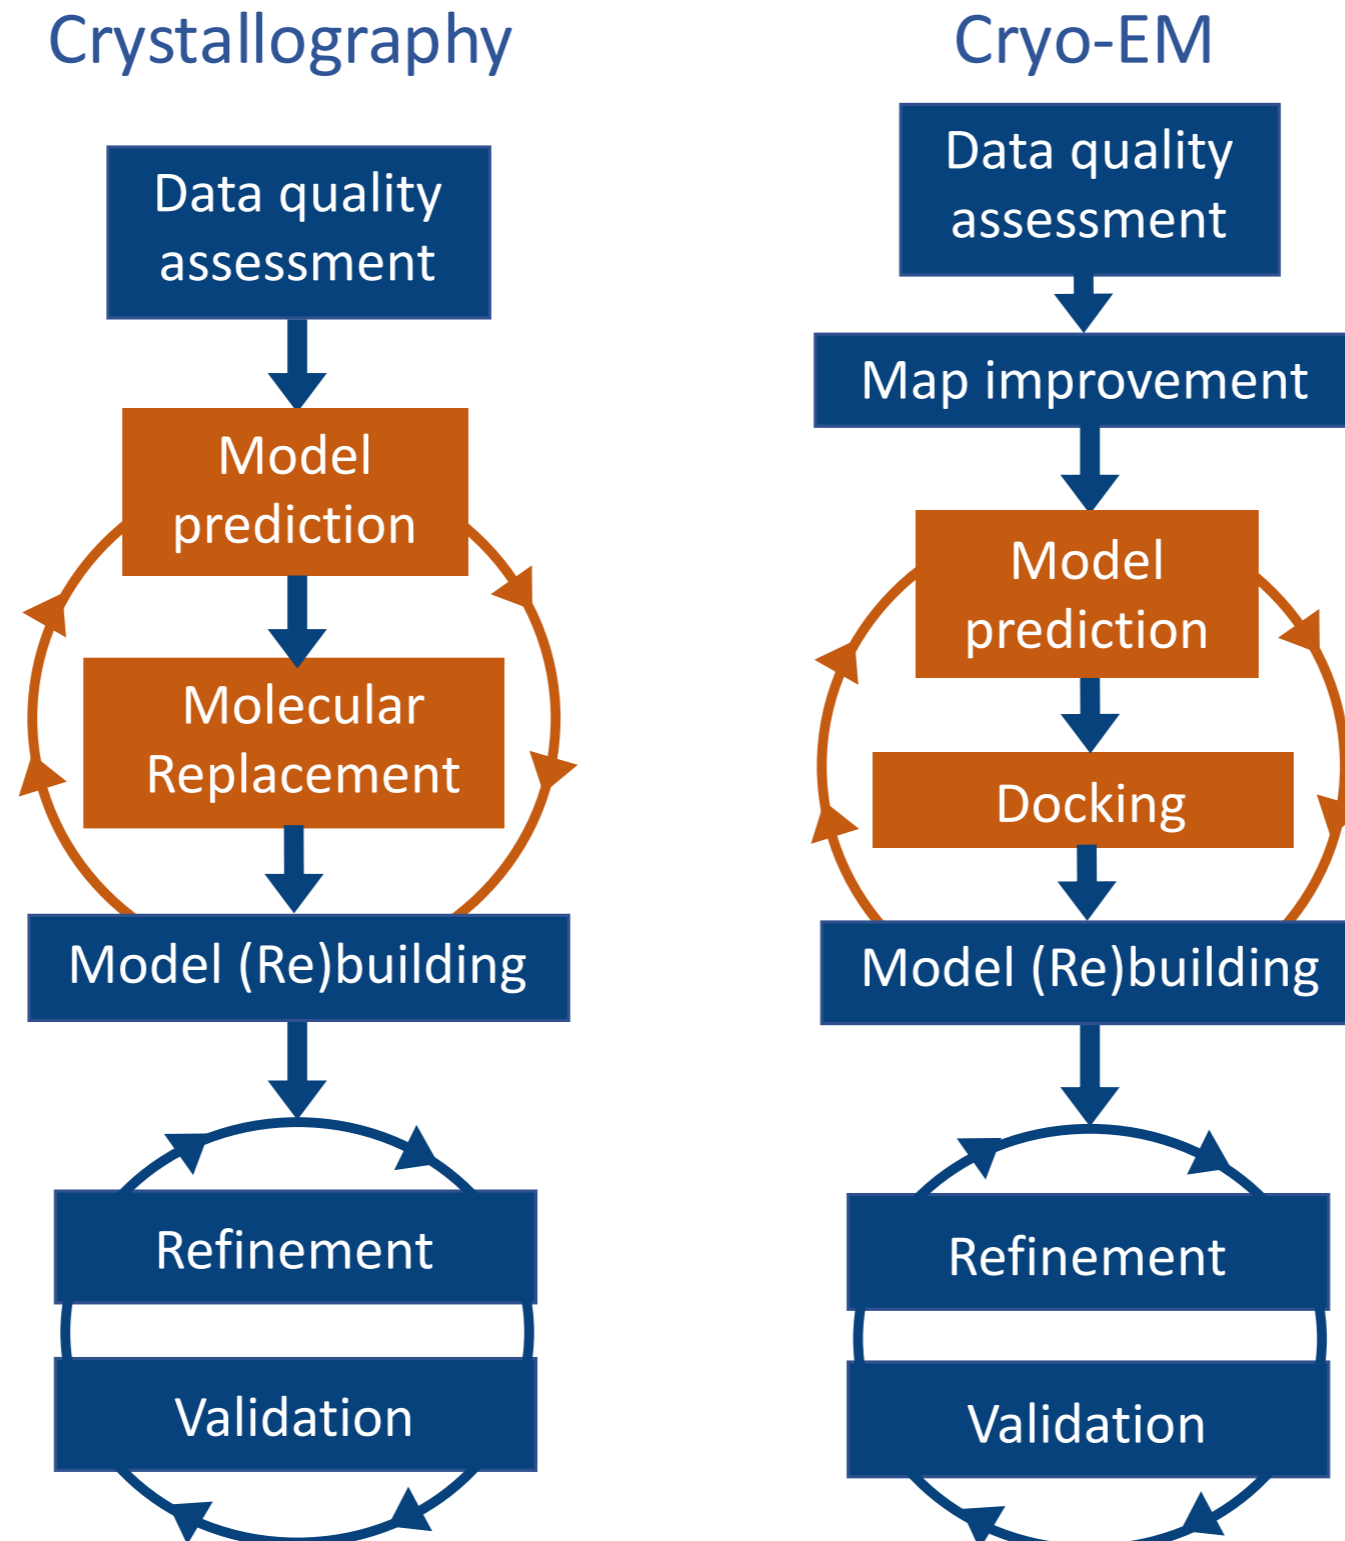 Crystallography
Data quality
assessment
Model
prediction
Molecular
Replacement
Model (Re)building
Refinement
Validation
Cryo-EM
Data quality
assessment
Map improvement
Model
prediction
Docking
Model (Re)building
Refinement
Validation